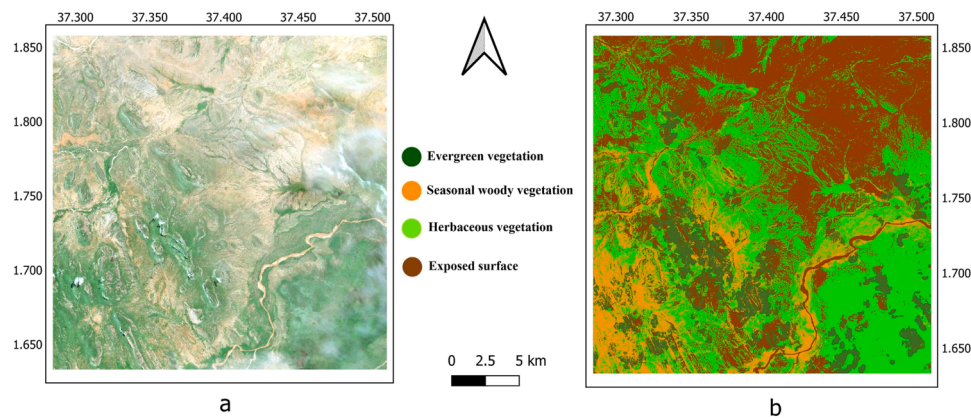 37.300 37.350 37.400 37.450 37.500
37.300 37.350 37.400 37.450 37.500
1.850
1.800
1.750
1.700
1.650
Evergreen vegetation
Seasonal woody vegetation
Herbaceous vegetation
Exposed surface
0 2.5 5 km
1.850
1.800
1.750
1.700
1.650
a
b